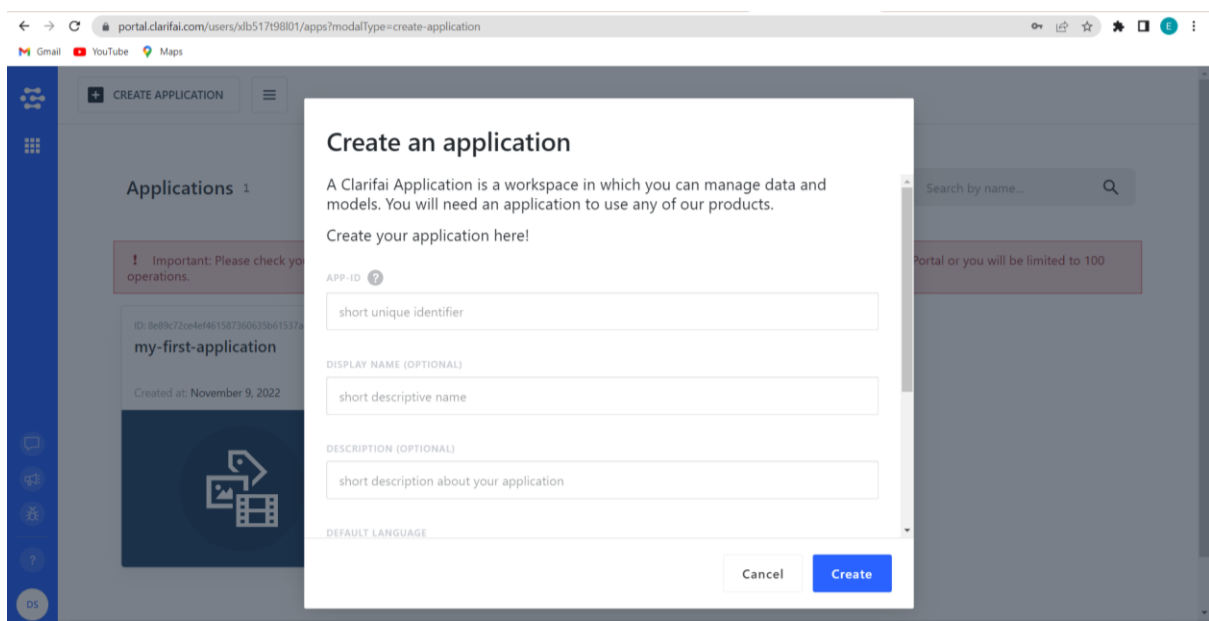 portal.clarifai.com/users/xlb517t98l01/apps?modalType=create-application
E
Gmail YouTube Maps
CREATE APPLICATION
Create an application
A Clarifai Application is a workspace in which you can manage data and
models. You will need an application to use any of our products.
Create your application here!
Applications 1
Search by name...
! Important: Please check yo
Portal or you will be limited to 100
operations.
APP-ID ?
short unique identifier
ID: 8e89c72ce4ef461587360635b61537a
my-first-application
Created at: November 9, 2022
DISPLAY NAME (OPTIONAL)
short descriptive name
DESCRIPTION (OPTIONAL)
short description about your application
DEFAULT LANGUAGE
Cancel Create
?
DS